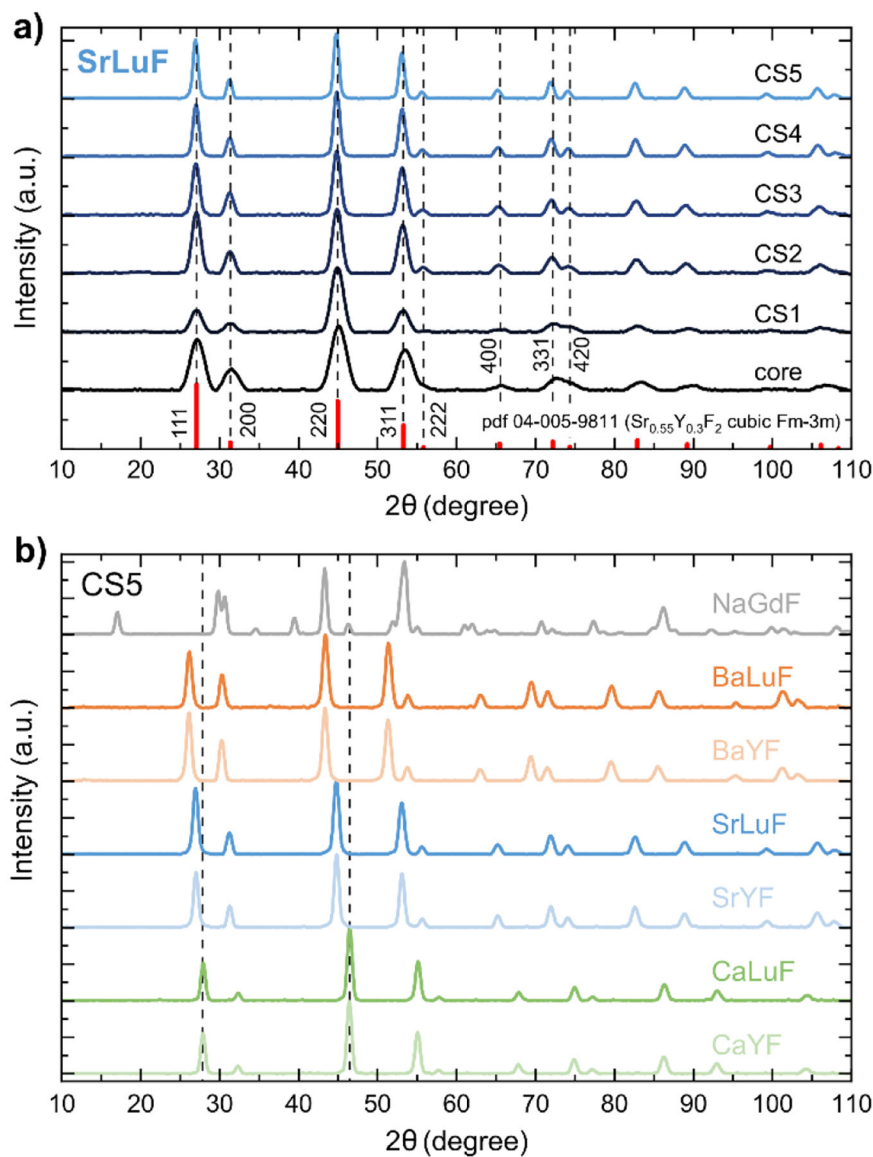 a)
SrLuF
CS5
CS4
CS3
CS2
CS1
core
111
200
220
311
222
400
331
420
pdf 04-005-9811 (Sr0.55Y0.3F2 cubic Fm-3m)
Intensity (a.u.)
10 20 30 40 50 60 70 80 90 100 110
2θ (degree)
b)
CS5
NaGdF
BaLuF
BaYF
SrLuF
SrYF
CaLuF
CaYF
Intensity (a.u.)
10 20 30 40 50 60 70 80 90 100 110
2θ (degree)